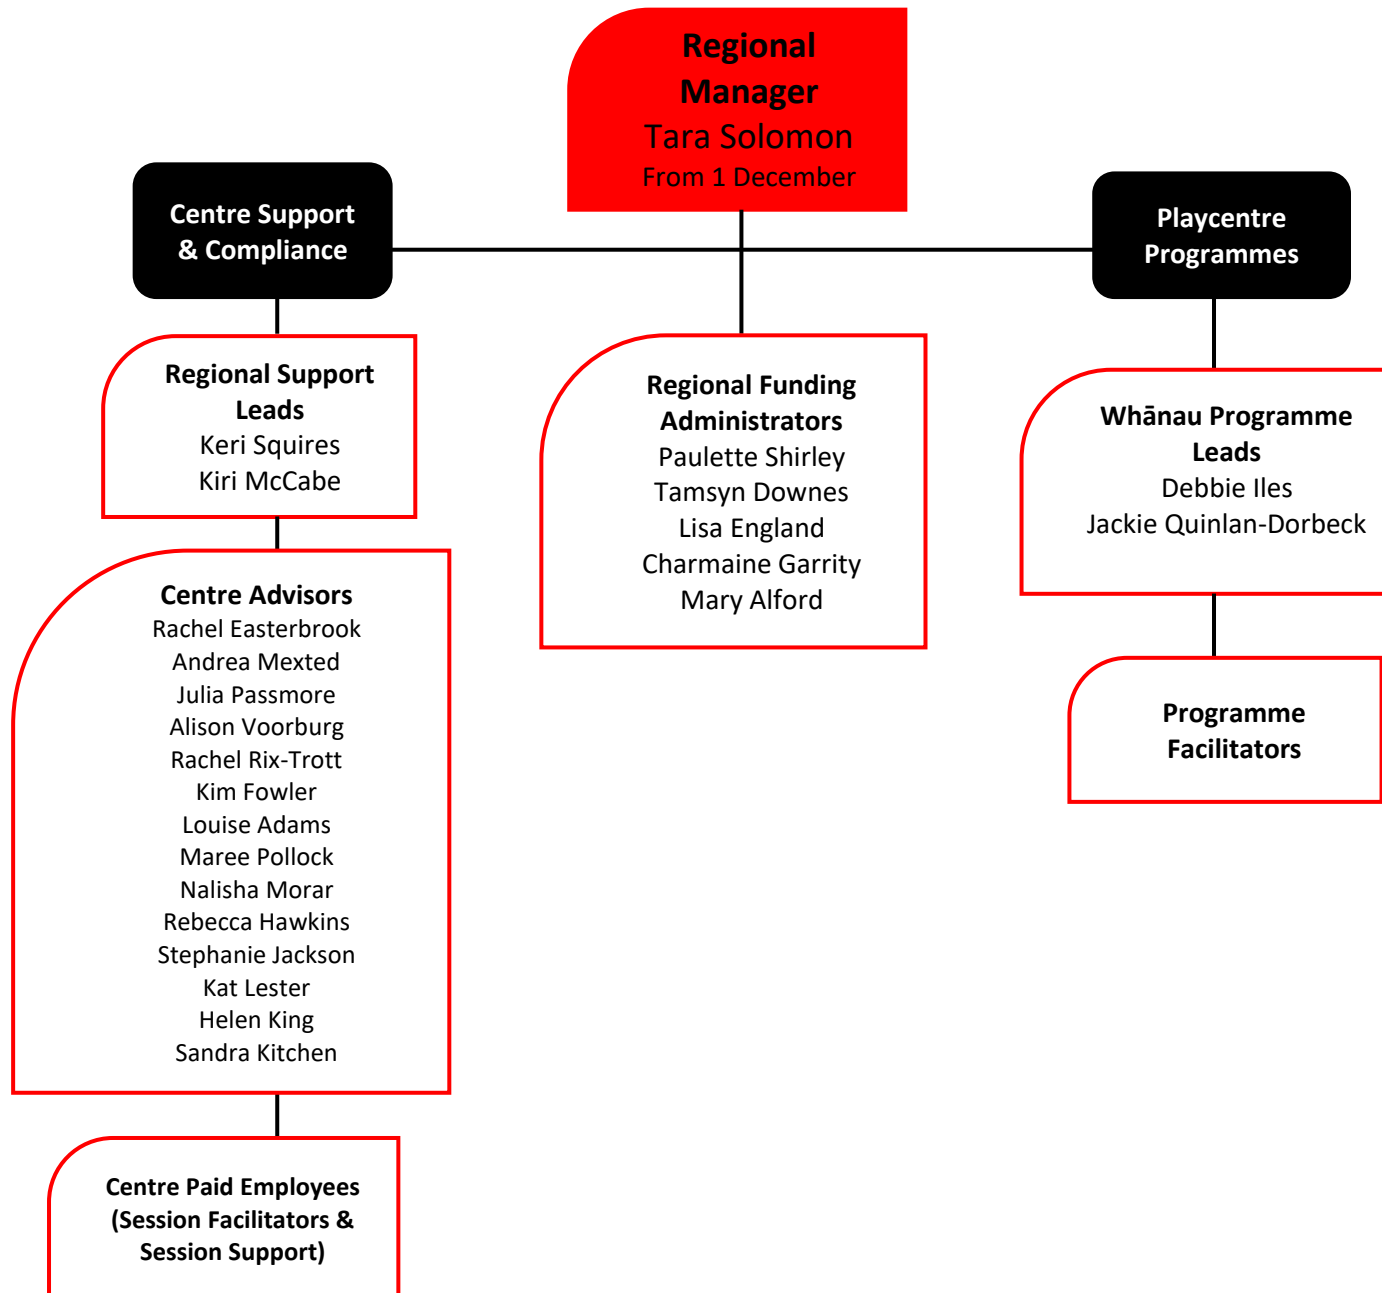 Regional
Manager
Tara Solomon
From 1 December
Centre Support
& Compliance
Playcentre
Programmes
Regional Support
Leads
Keri Squires
Kiri McCabe
Regional Funding
Administrators
Paulette Shirley
Tamsyn Downes
Lisa England
Charmaine Garrity
Mary Alford
Whānau Programme
Leads
Debbie Iles
Jackie Quinlan-Dorbeck
Centre Advisors
Rachel Easterbrook
Andrea Mexted
Julia Passmore
Alison Voorburg
Rachel Rix-Trott
Kim Fowler
Louise Adams
Maree Pollock
Nalisha Morar
Rebecca Hawkins
Stephanie Jackson
Kat Lester
Helen King
Sandra Kitchen
Programme
Facilitators
Centre Paid Employees
(Session Facilitators &
Session Support)